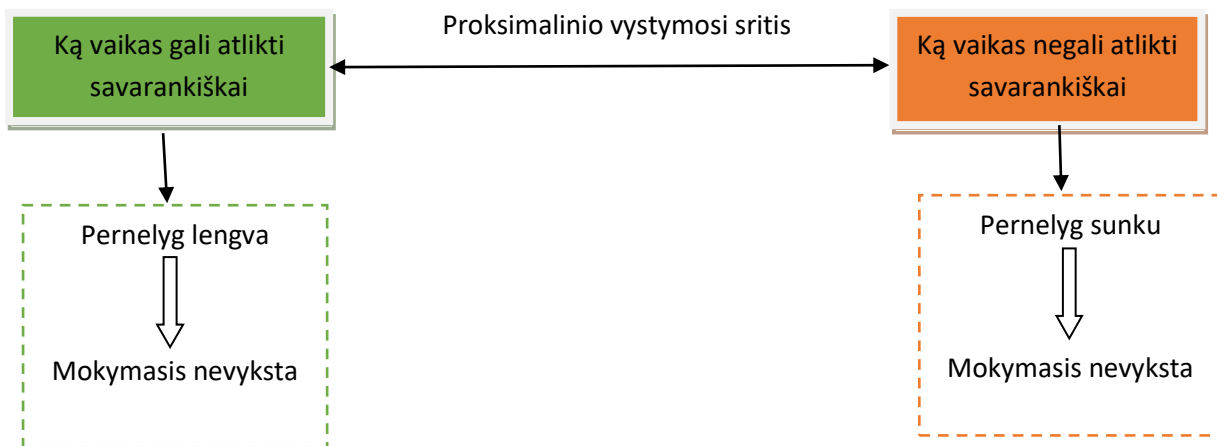 Ką vaikas gali atlikti
savarankiškai
Proksimalinio vystymosi sritis
Ką vaikas negali atlikti
savarankiškai
Pernelyg lengva
Mokymasis nevyksta
Pernelyg sunku
Mokymasis nevyksta